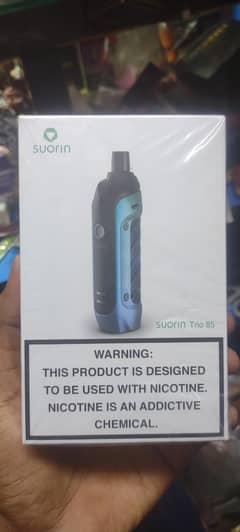 suorin
suorin Trio 85
WARNING:
THIS PRODUCT IS DESIGNED
TO BE USED WITH NICOTINE.
NICOTINE IS AN ADDICTIVE
CHEMICAL.